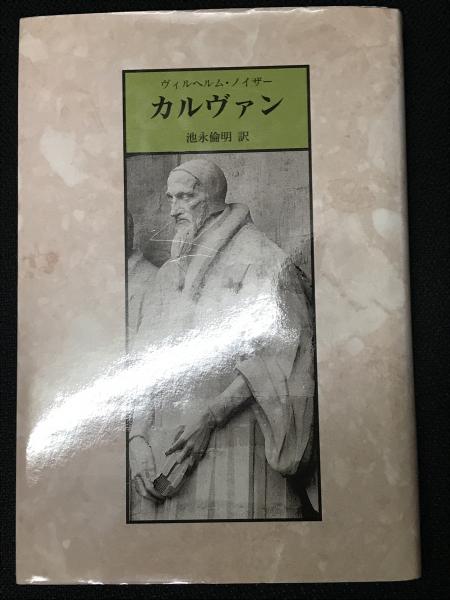 ヴィルヘルム・ノイザー
カルヴァン
池永倫明 訳